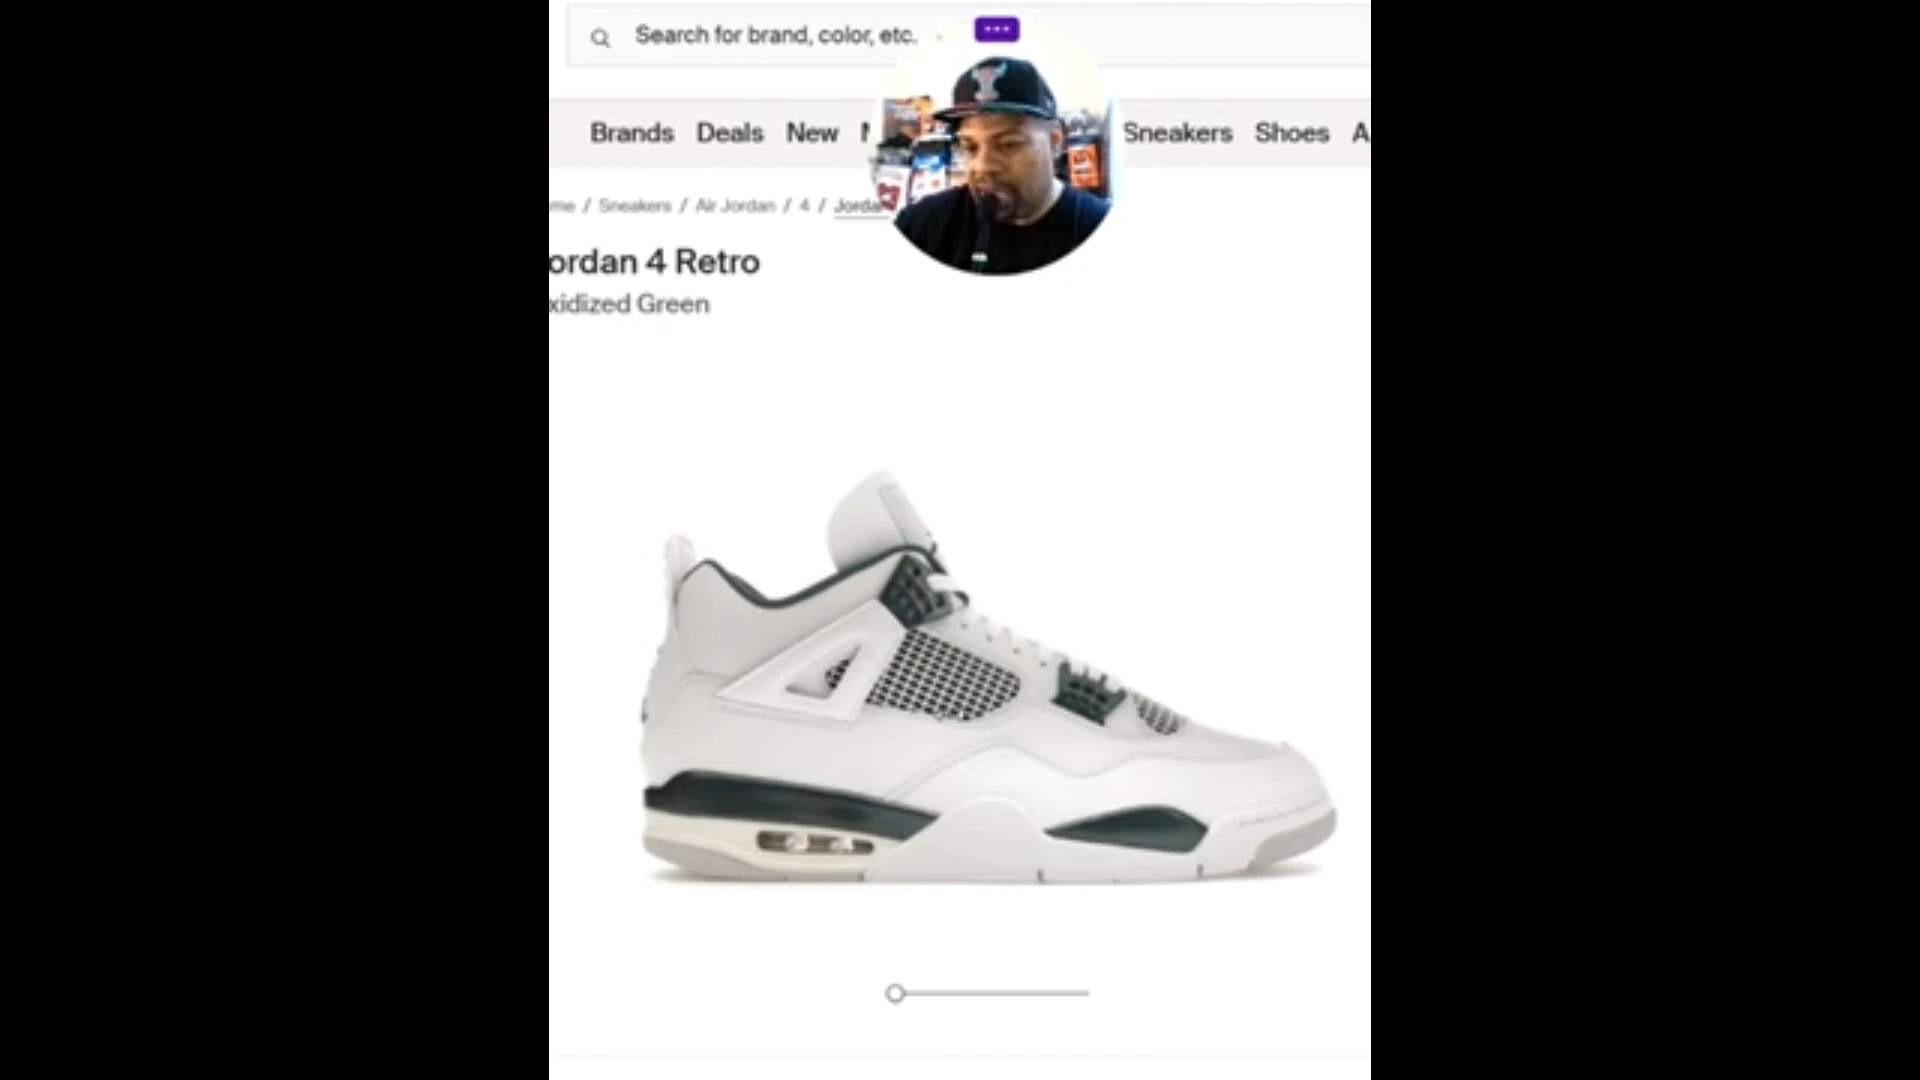 Search for brand, color, etc.
Brands Deals New Sneakers Shoes A
me / Sneakers / Air Jordan / 4 / Jordan
ordan 4 Retro
xidized Green